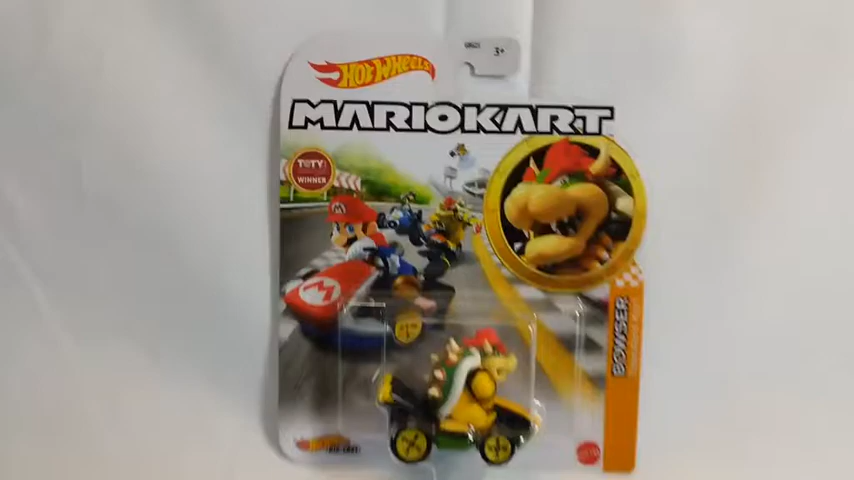 HOT WHEELS
3+
MARIOKART
TOTY
WINNER
M
M
BOWSER